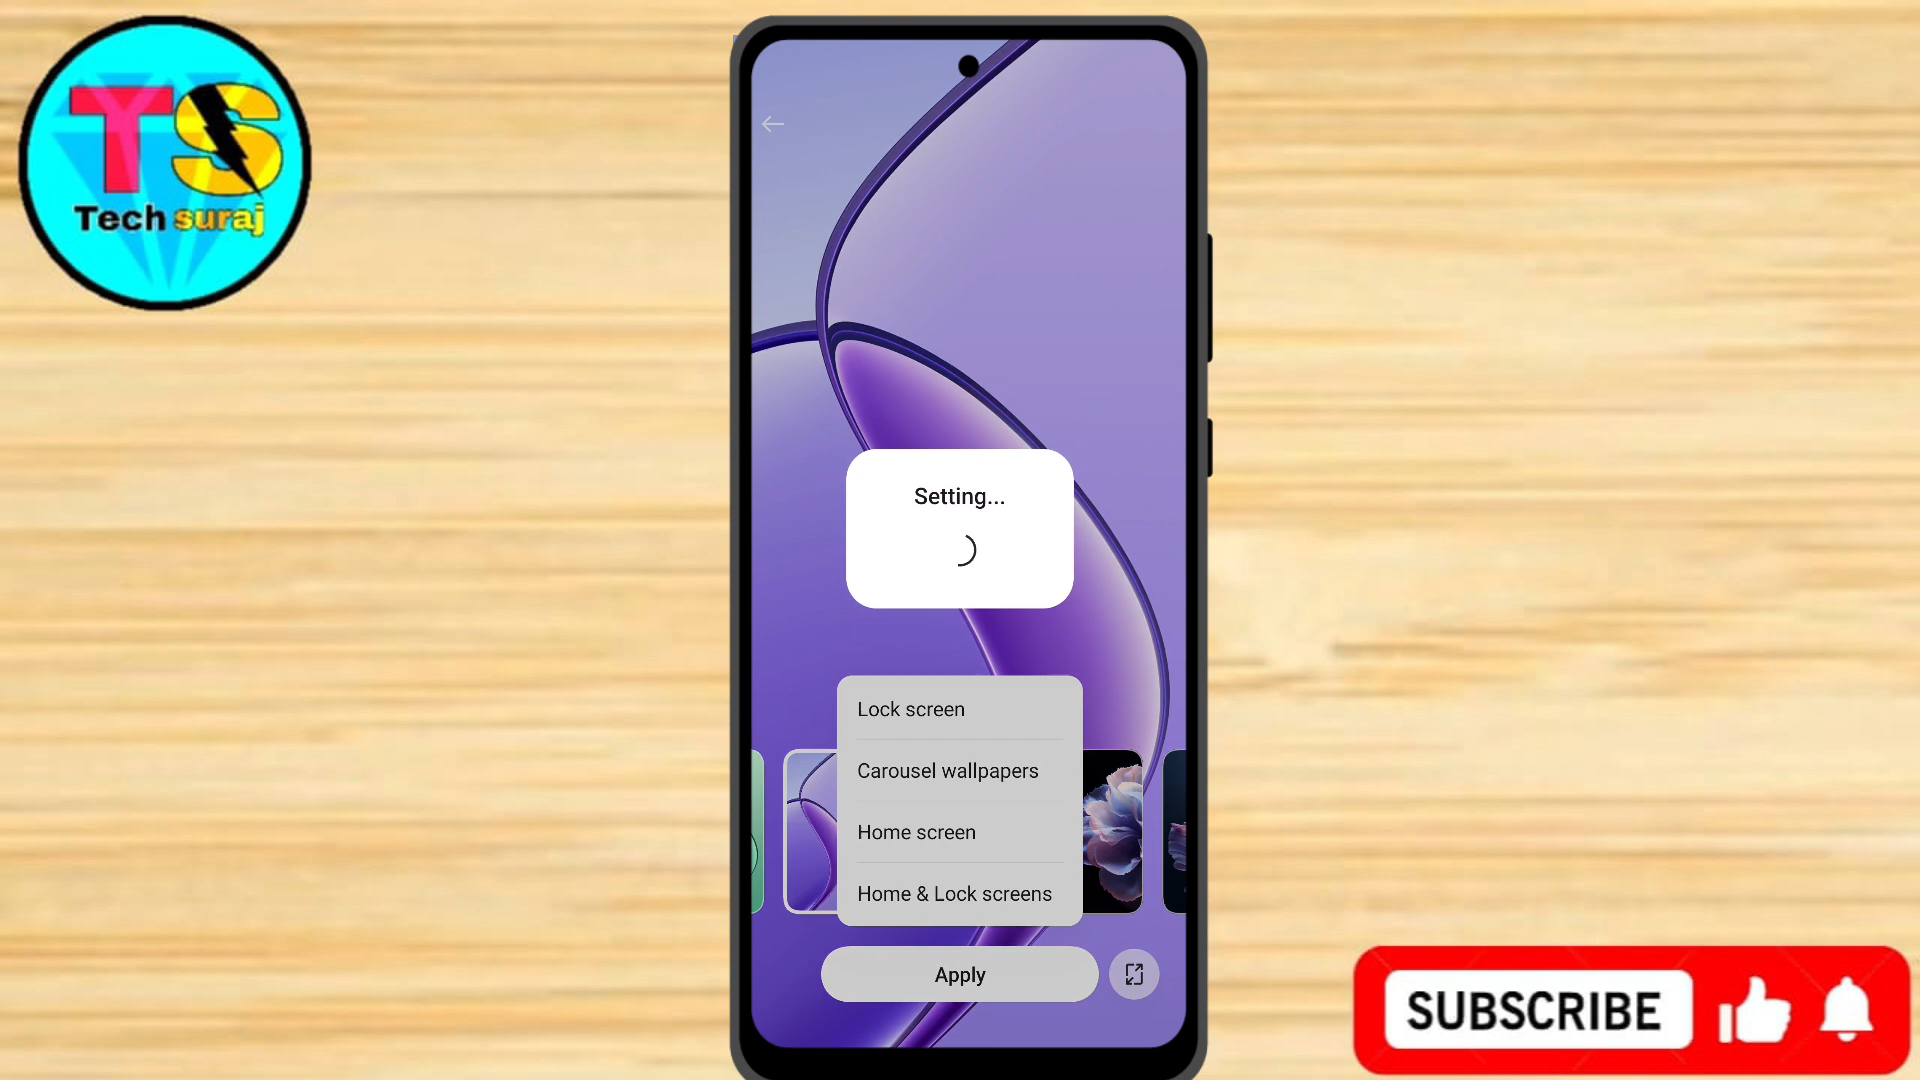 TS
Tech suraj
Setting...
Lock screen
Carousel wallpapers
Home screen
Home & Lock screens
Apply
SUBSCRIBE